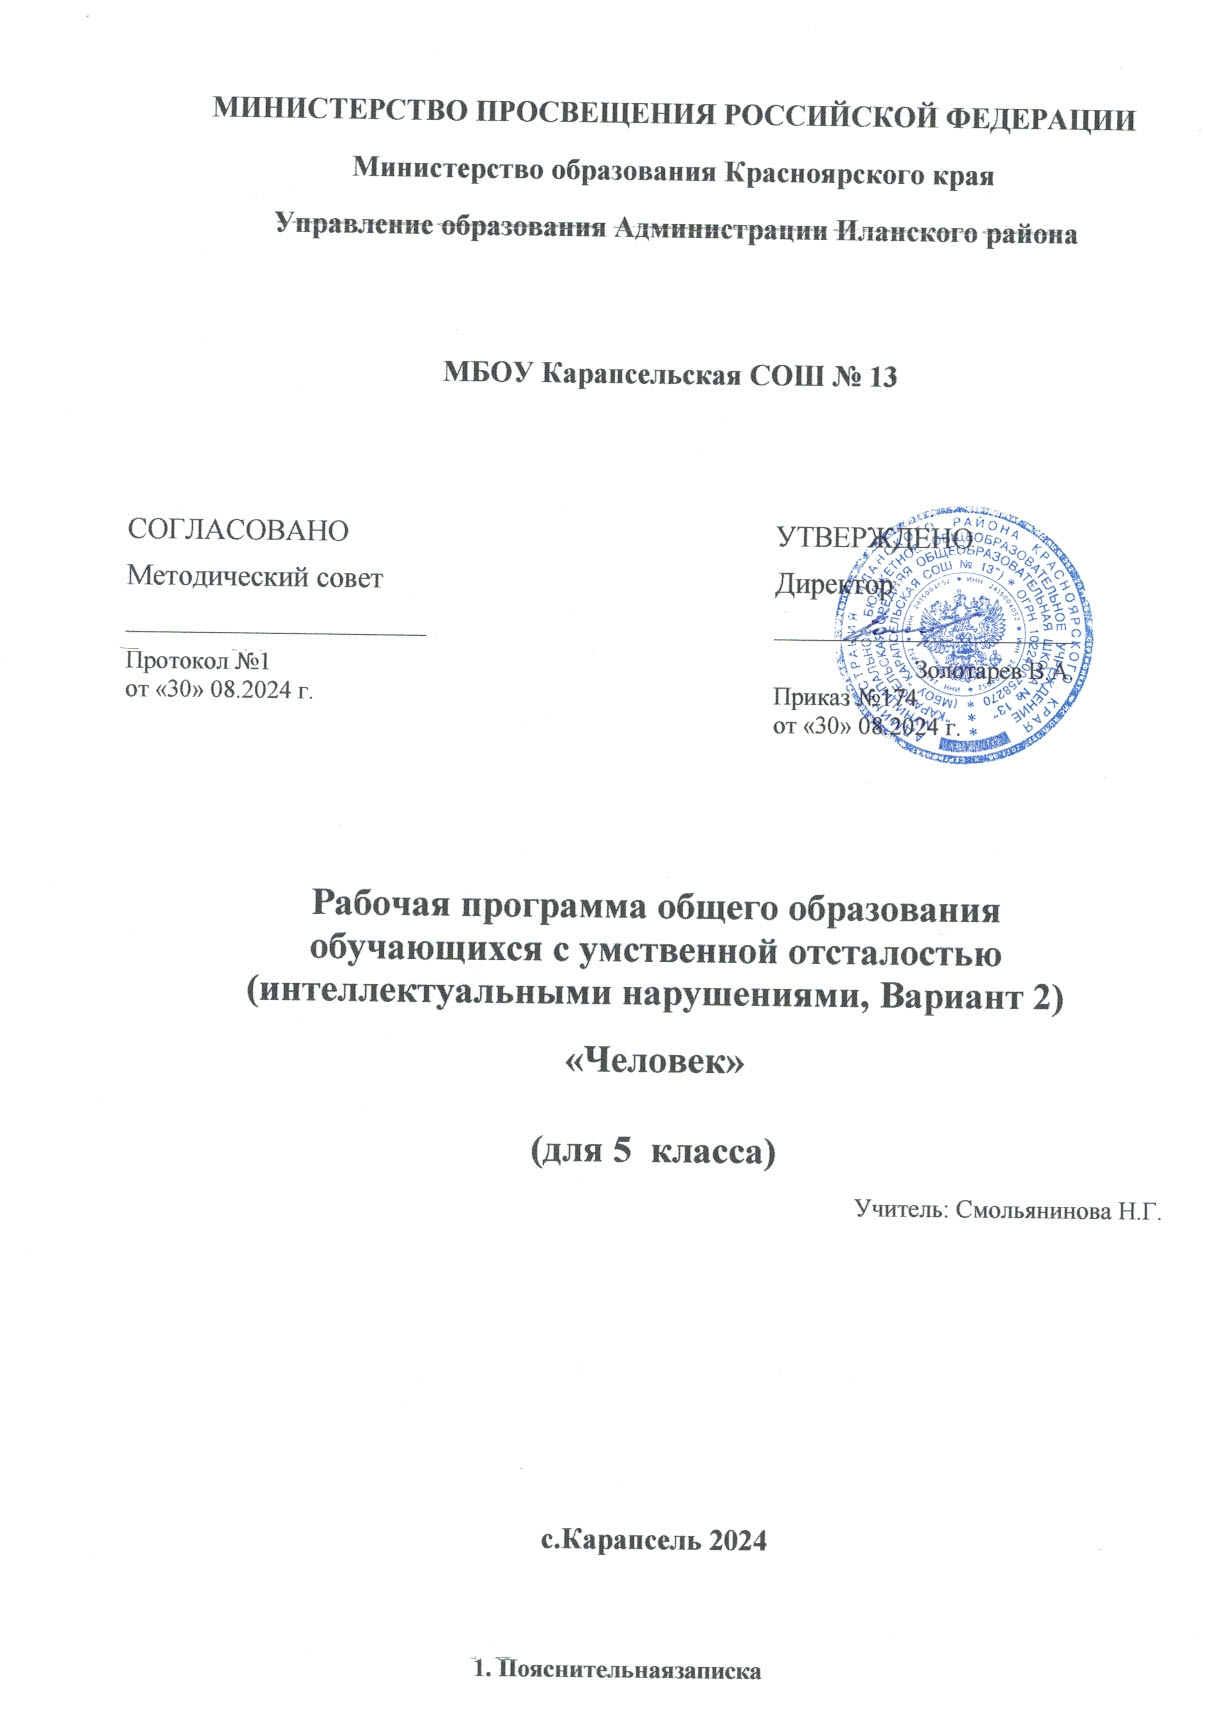 МИНИСТЕРСТВО ПРОСВЕЩЕНИЯ РОССИЙСКОЙ ФЕДЕРАЦИИ
Министерство образования Красноярского края
Управление образования Администрации Иланского района
МБОУ Карапсельская СОШ № 13
СОГЛАСОВАНО
Методический совет
Протокол №1
от «30» 08.2024 г.
УТВЕРЖДЕНО
Директор
Золотарев В.А.
Приказ №174
от «30» 08.2024 г.
Рабочая программа общего образования
обучающихся с умственной отсталостью
(интеллектуальными нарушениями, Вариант 2)
«Человек»
(для 5 класса)
Учитель: Смольянинова Н.Г.
с.Карапсель 2024
1. Пояснительнаязаписка